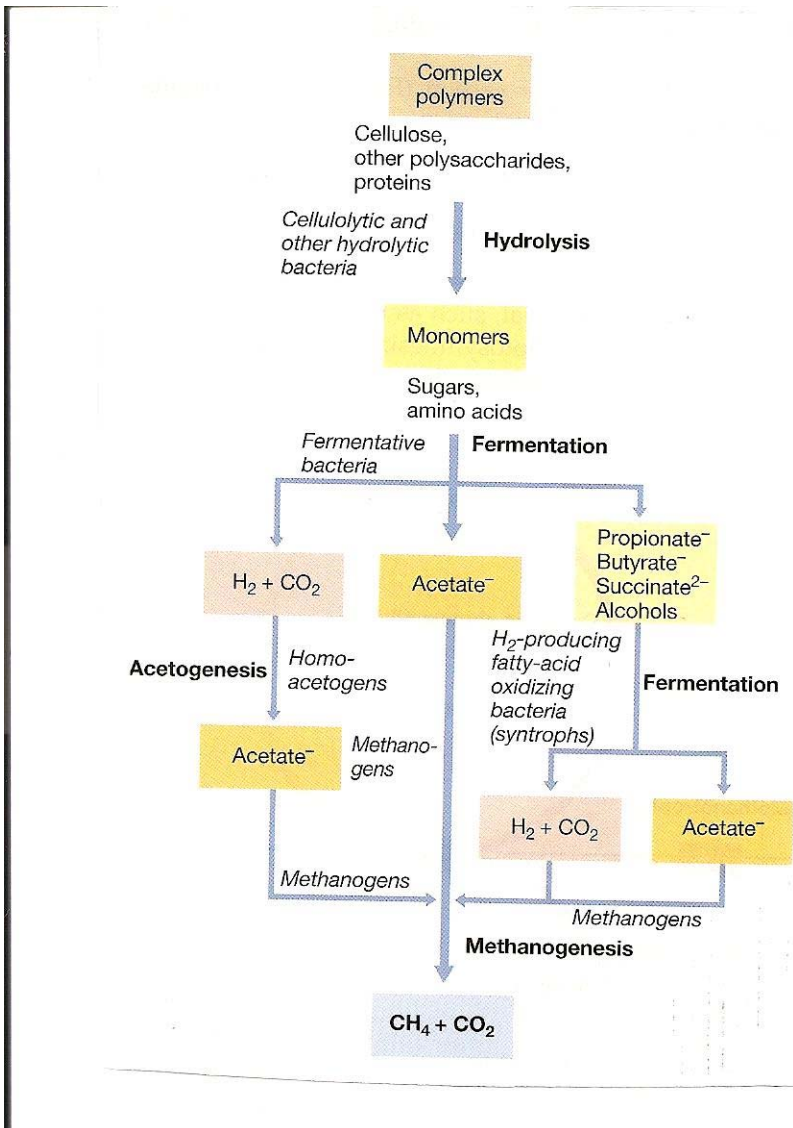 Complex
polymers
Cellulose,
other polysaccharides,
proteins
Cellulolytic and
other hydrolytic
bacteria
Hydrolysis
Monomers
Sugars,
amino acids
Fermentative
bacteria
Fermentation
H₂ + CO₂
Acetate⁻
Propionate⁻
Butyrate⁻
Succinate²⁻
Alcohols
Acetogenesis
Homo-
acetogens
H₂-producing
fatty-acid
oxidizing
bacteria
(syntrophs)
Fermentation
Acetate⁻
Methano-
gens
H₂ + CO₂
Acetate⁻
Methanogens
Methanogens
Methanogenesis
CH₄ + CO₂